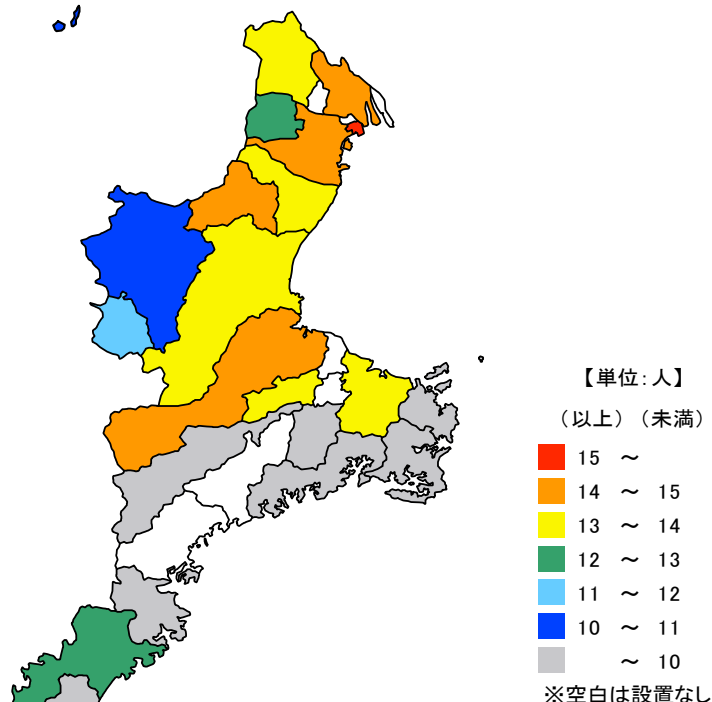 【単位：人】
（以上）（未満）
15 ～
14 ～ 15
13 ～ 14
12 ～ 13
11 ～ 12
10 ～ 11
～ 10
※空白は設置なし